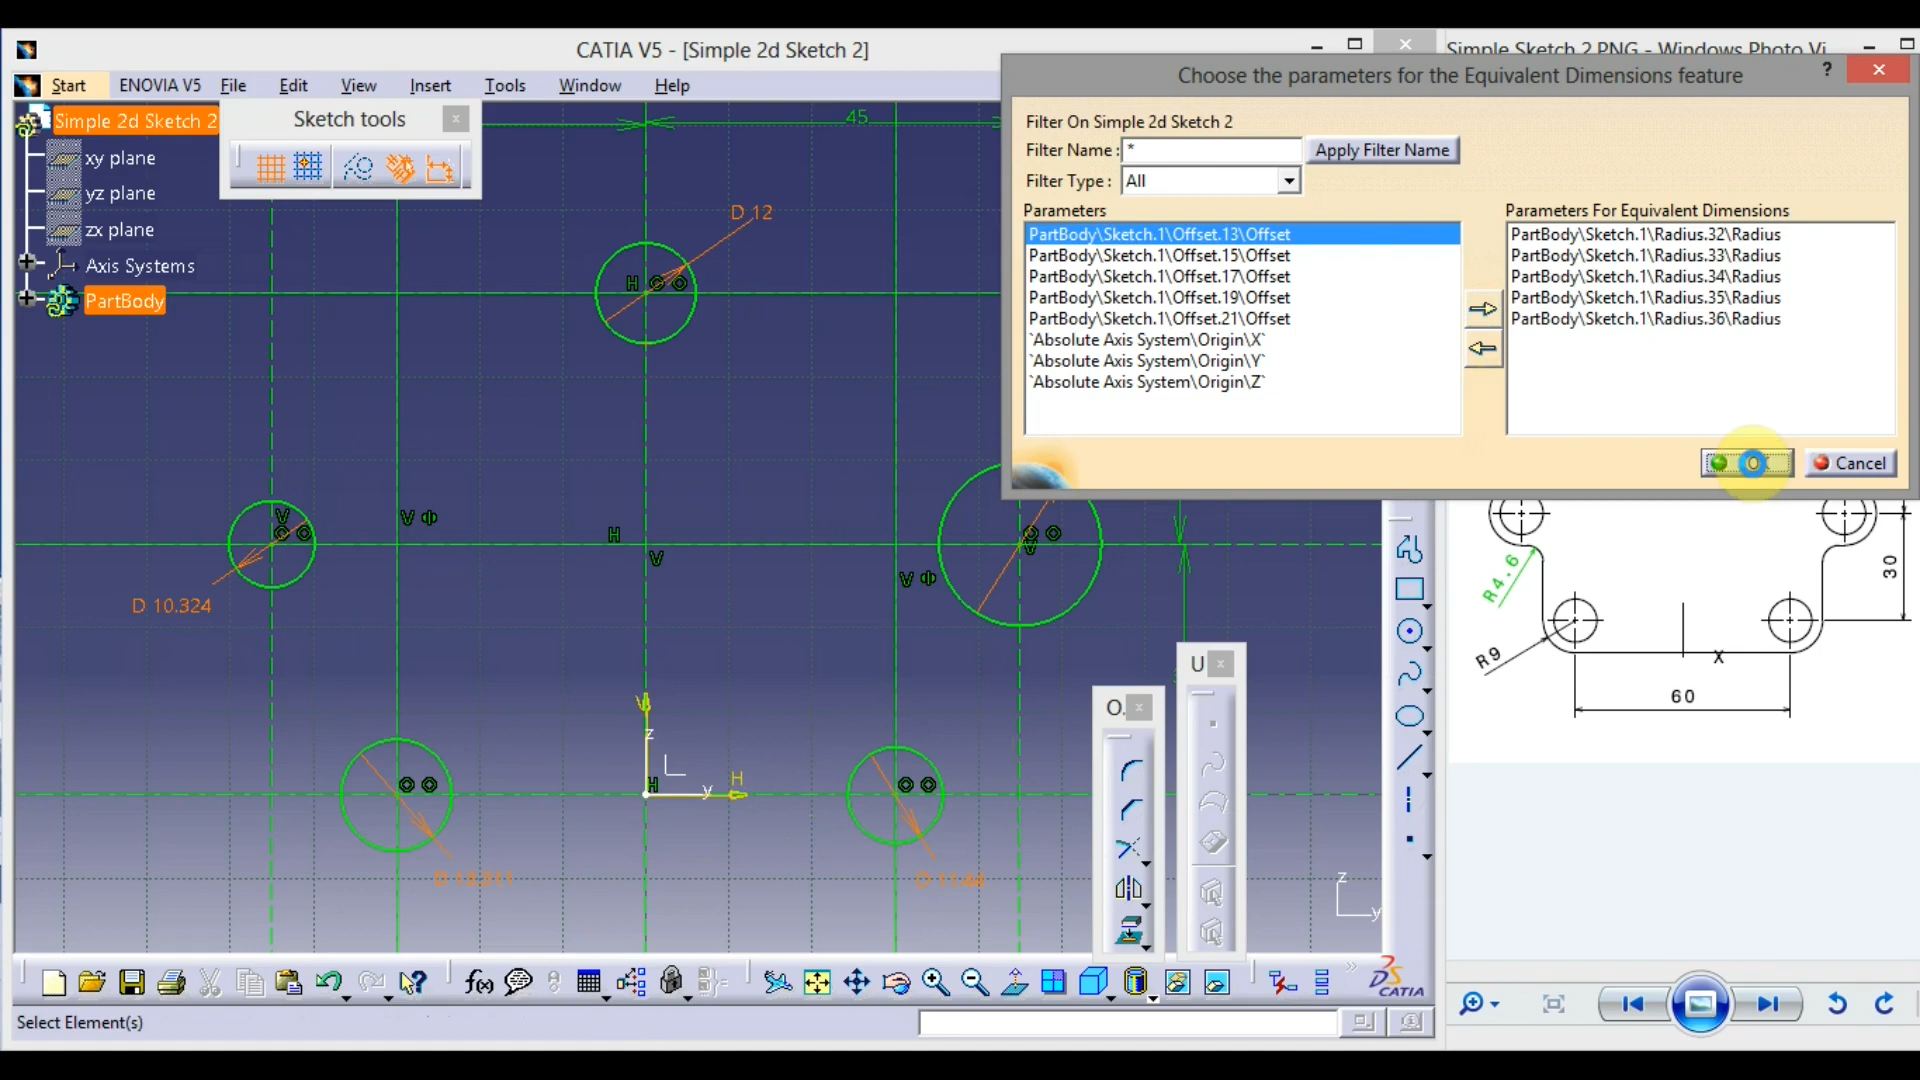 CATIA V5 - [Simple 2d Sketch 2]
Start
ENOVIA V5
File
Edit
View
Insert
Tools
Window
Help
Simple Sketch 2.PNG - Windows Photo Vi
Choose the parameters for the Equivalent Dimensions feature
?
Simple 2d Sketch 2
xy plane
yz plane
zx plane
Axis Systems
PartBody
Sketch tools
45
D 12
H
V
D 10.324
V
H
V
V
V
H
z
H
y
D 11.44
Filter On Simple 2d Sketch 2
Filter Name : *
Apply Filter Name
Filter Type : All
Parameters
PartBody\Sketch.1\Offset.13\Offset
PartBody\Sketch.1\Offset.15\Offset
PartBody\Sketch.1\Offset.17\Offset
PartBody\Sketch.1\Offset.19\Offset
PartBody\Sketch.1\Offset.21\Offset
`Absolute Axis System\Origin\X`
`Absolute Axis System\Origin\Y`
`Absolute Axis System\Origin\Z`
Parameters For Equivalent Dimensions
PartBody\Sketch.1\Radius.32\Radius
PartBody\Sketch.1\Radius.33\Radius
PartBody\Sketch.1\Radius.34\Radius
PartBody\Sketch.1\Radius.35\Radius
PartBody\Sketch.1\Radius.36\Radius
Cancel
R4.6
30
R9
X
60
O.
U
z
y
f(x)
CATIA
Select Element(s)